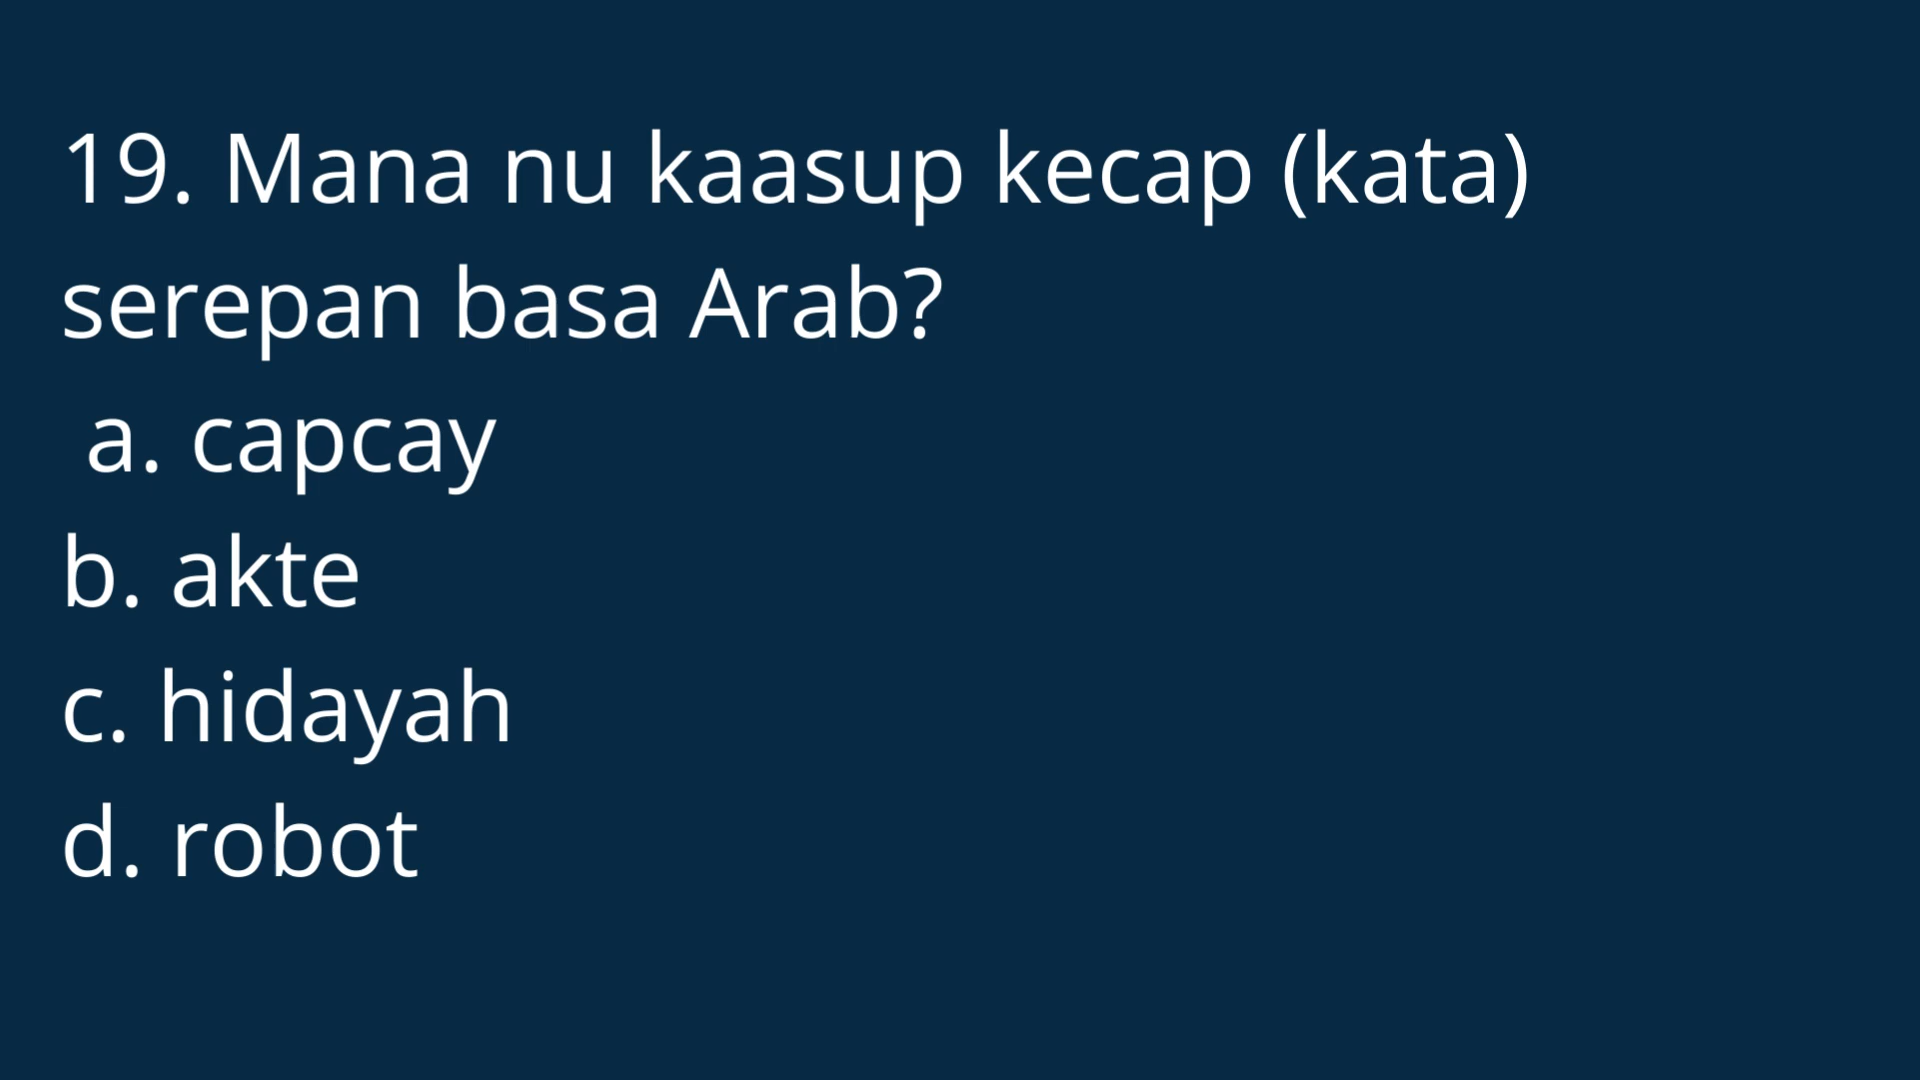 19. Mana nu kaasup kecap (kata)
serepan basa Arab?
a. capcay
b. akte
c. hidayah
d. robot